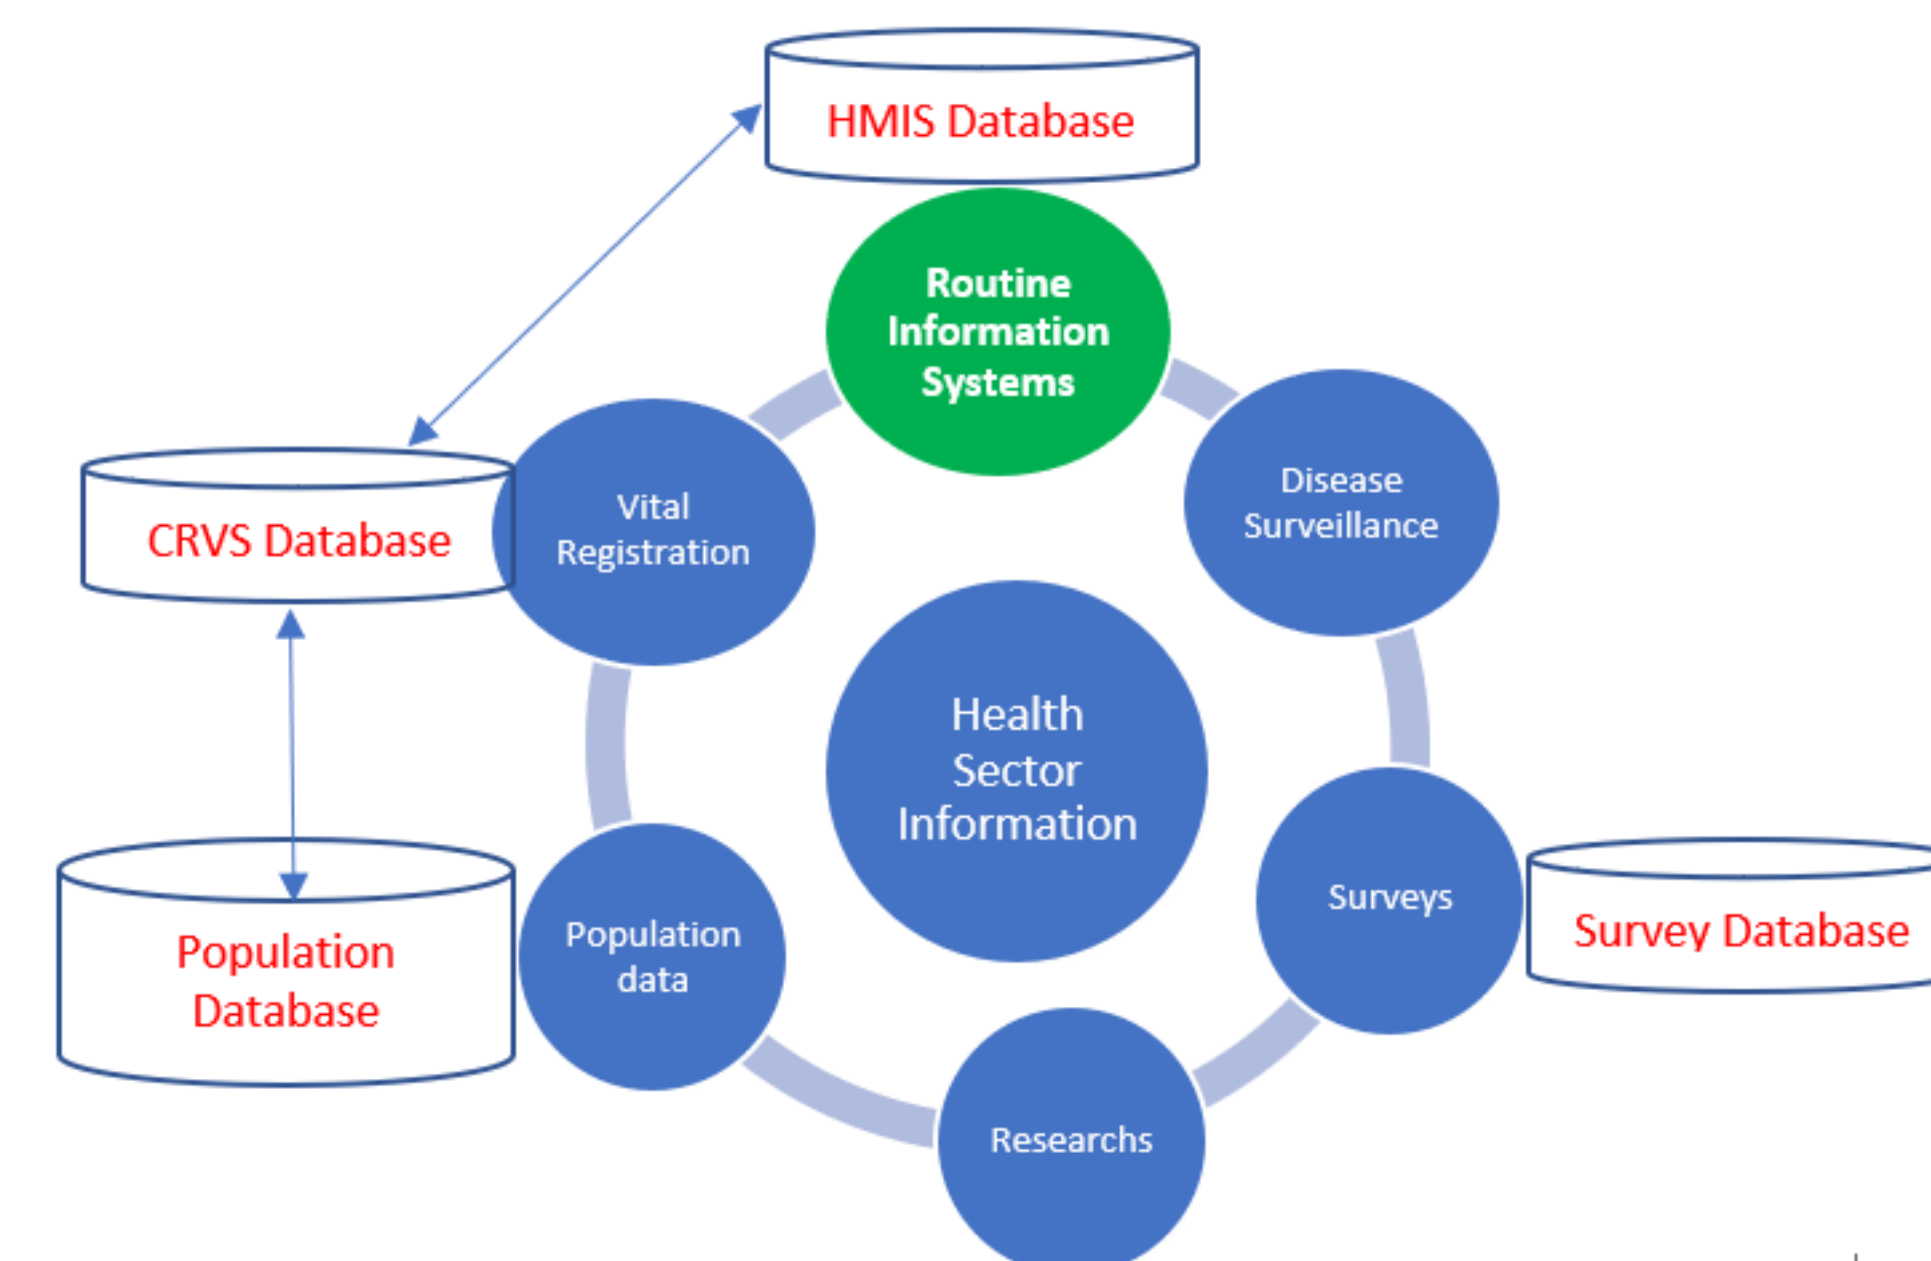 HMIS Database
Routine
Information
Systems
Disease
Surveillance
Vital
Registration
CRVS Database
Health
Sector
Information
Surveys
Survey Database
Population
data
Population
Database
Researchs